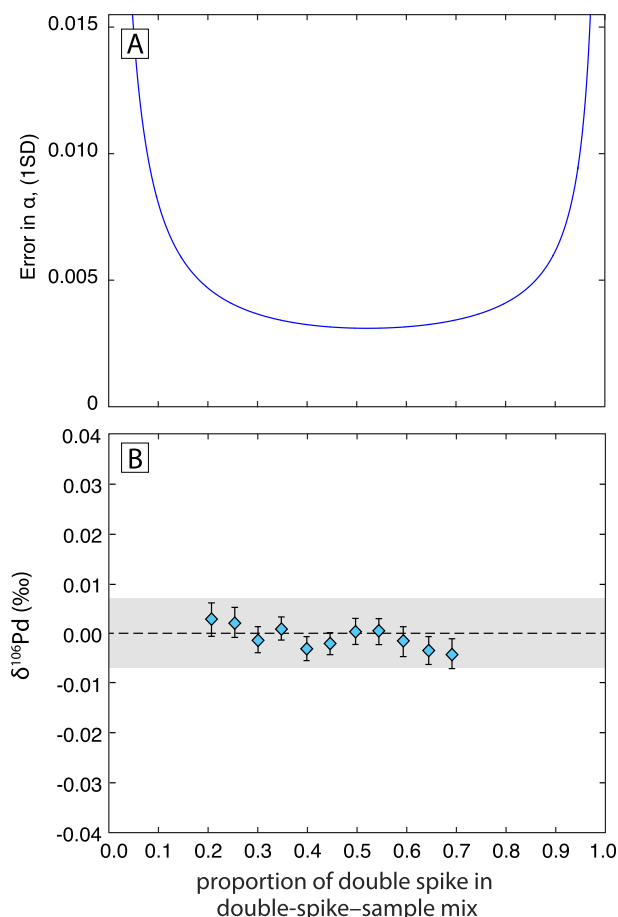 0.015
A
0.010
0.005
0
Error in α, (1SD)
0.04
B
0.03
0.02
0.01
0.00
-0.01
-0.02
-0.03
-0.04
δ¹⁰⁶Pd (‰)
0.0 0.1 0.2 0.3 0.4 0.5 0.6 0.7 0.8 0.9 1.0
proportion of double spike in
double-spike–sample mix